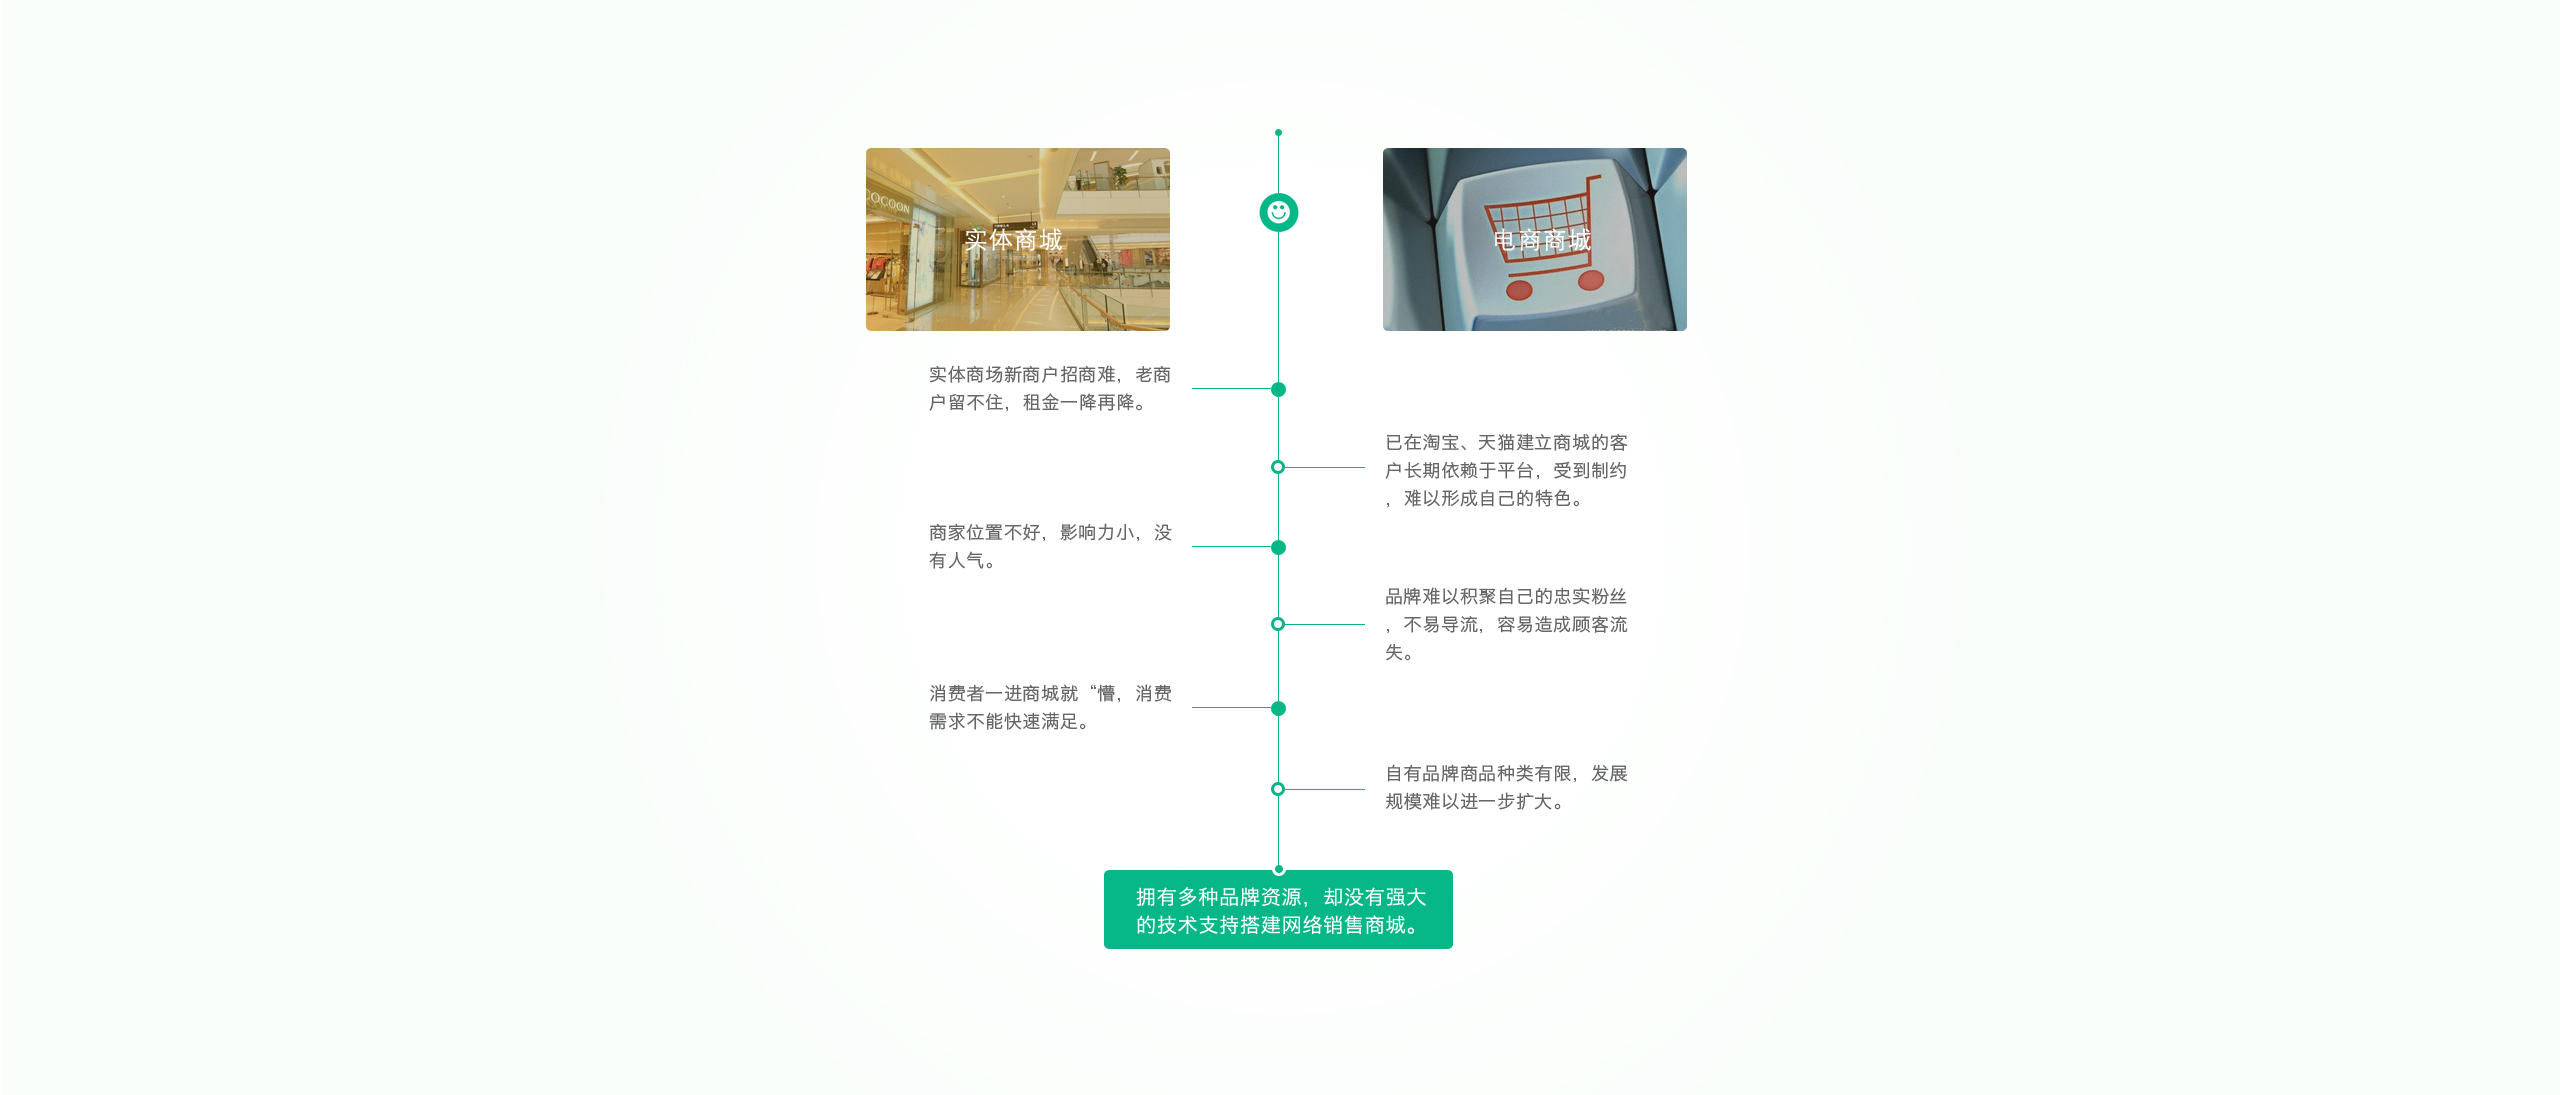 COCOON
实体商城
电商商城
实体商场新商户招商难，老商
户留不住，租金一降再降。
已在淘宝、天猫建立商城的客
户长期依赖于平台，受到制约
，难以形成自己的特色。
商家位置不好，影响力小，没
有人气。
品牌难以积聚自己的忠实粉丝
，不易导流，容易造成顾客流
失。
消费者一进商城就“懵，消费
需求不能快速满足。
自有品牌商品种类有限，发展
规模难以进一步扩大。
拥有多种品牌资源，却没有强大
的技术支持搭建网络销售商城。